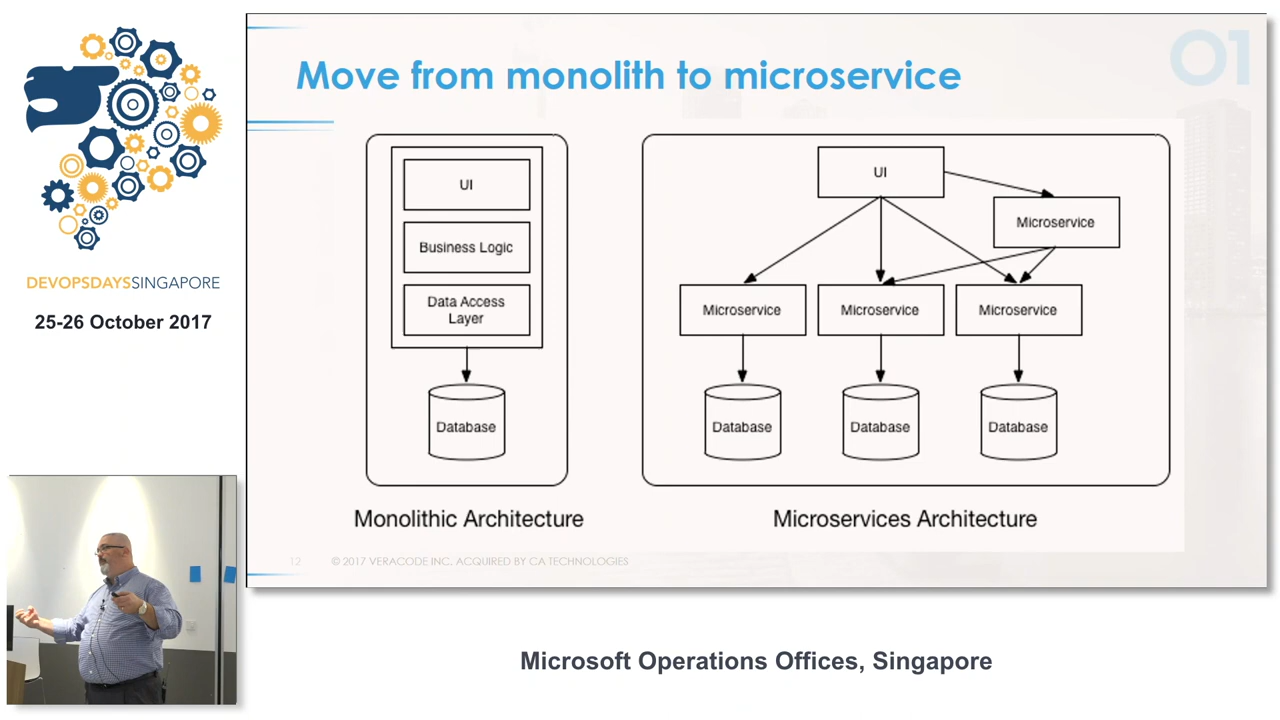 DEVOPSDAYSSINGAPORE
25-26 October 2017
Move from monolith to microservice
01
UI
Business Logic
Data Access
Layer
Database
Monolithic Architecture
UI
Microservice
Microservice
Microservice
Microservice
Database
Database
Database
Microservices Architecture
12
© 2017 VERACODE INC. ACQUIRED BY CA TECHNOLOGIES
Microsoft Operations Offices, Singapore